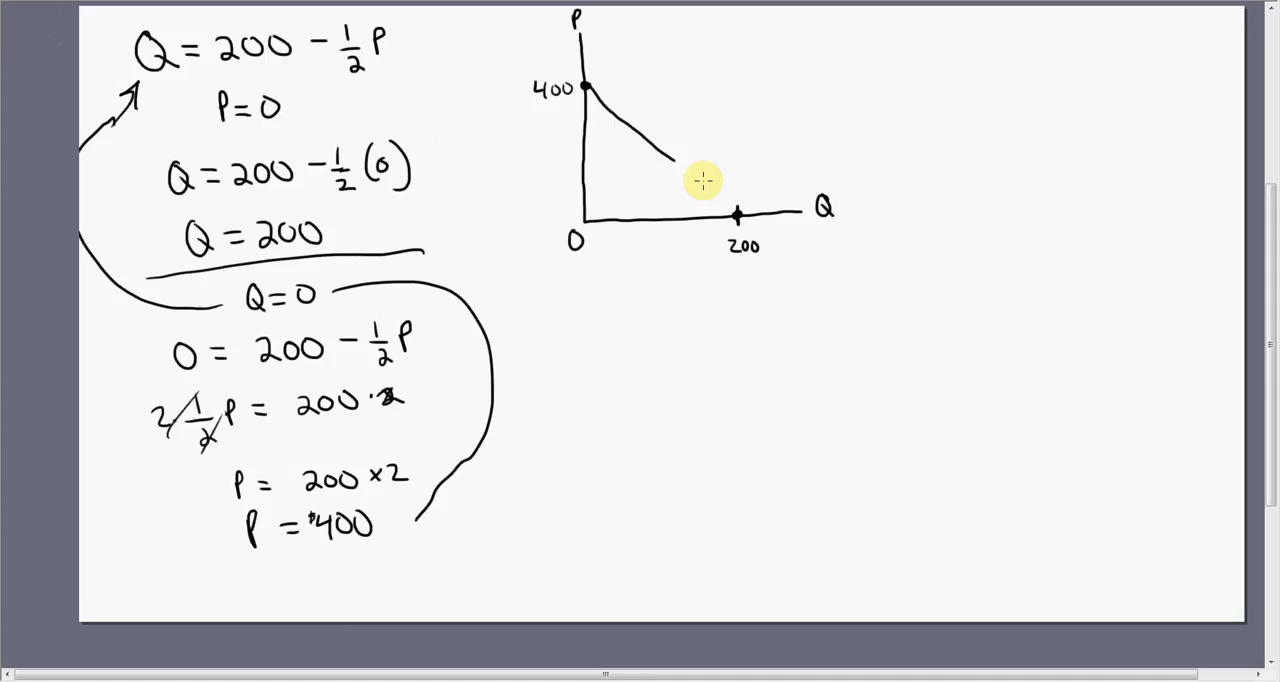 Q = 200 - 1/2 P
P = 0
Q = 200 - 1/2 (0)
Q = 200
Q = 0
0 = 200 - 1/2 P
2 1/2 P = 200 · 2
P = 200 × 2
P = $400
P
400
0
200
Q